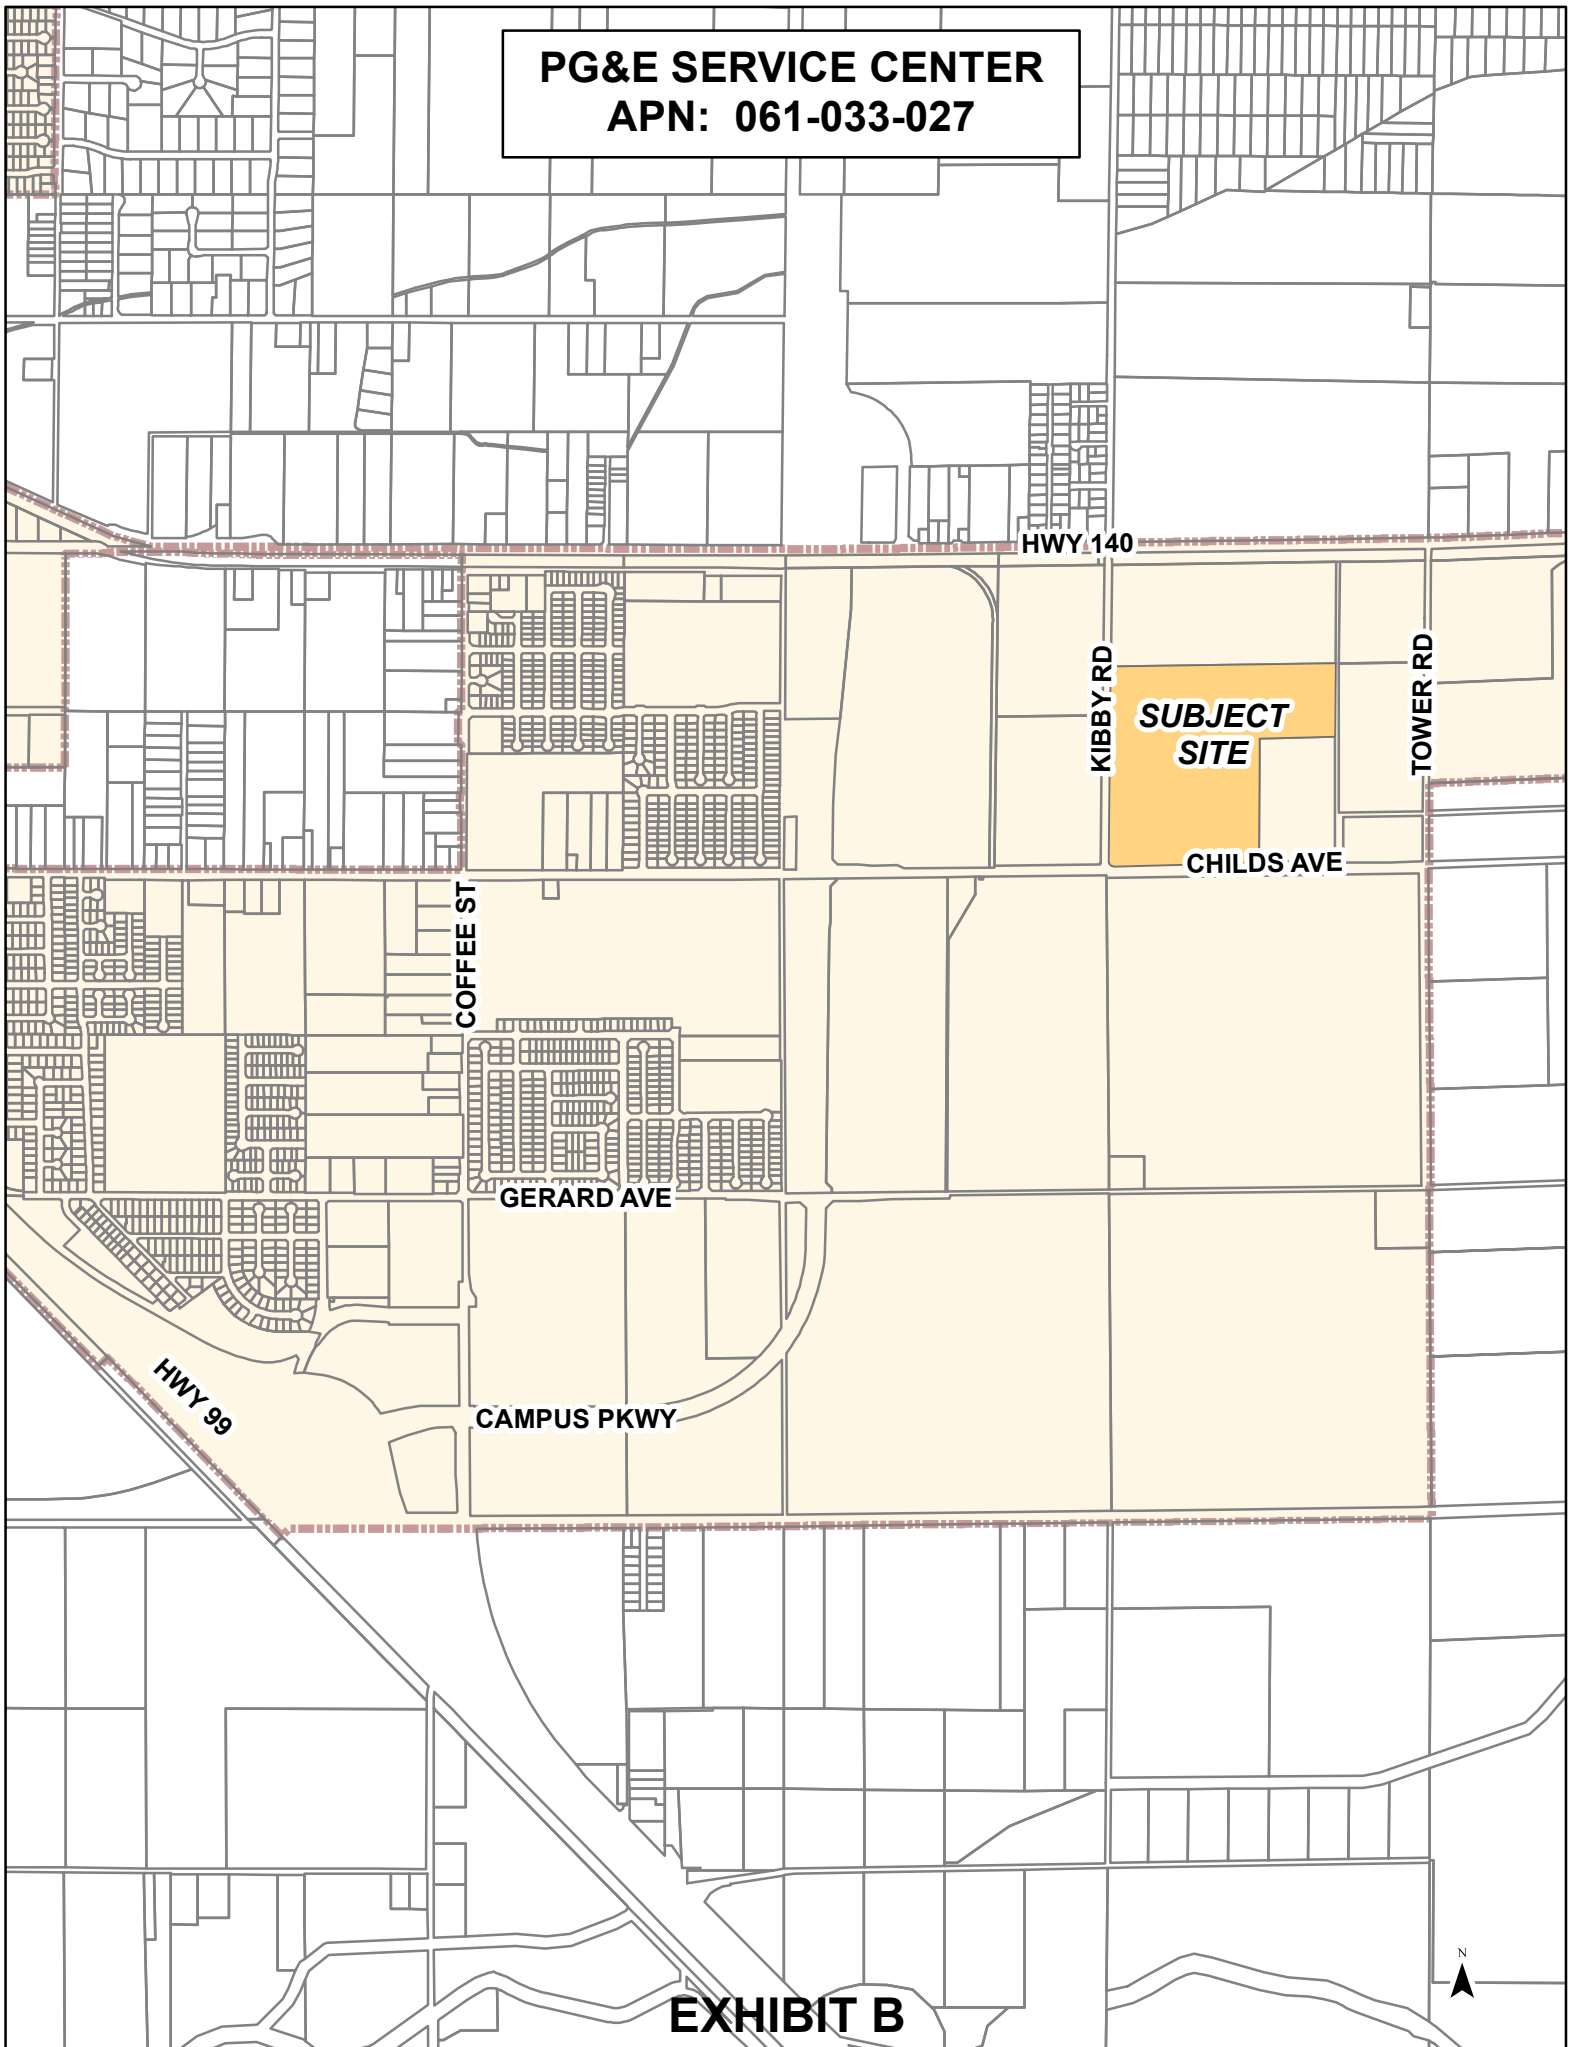 PG&E SERVICE CENTER
APN: 061-033-027
HWY 140
KIBBY RD
SUBJECT
SITE
TOWER RD
CHILDS AVE
COFFEE ST
GERARD AVE
HWY 99
CAMPUS PKWY
N
EXHIBIT B